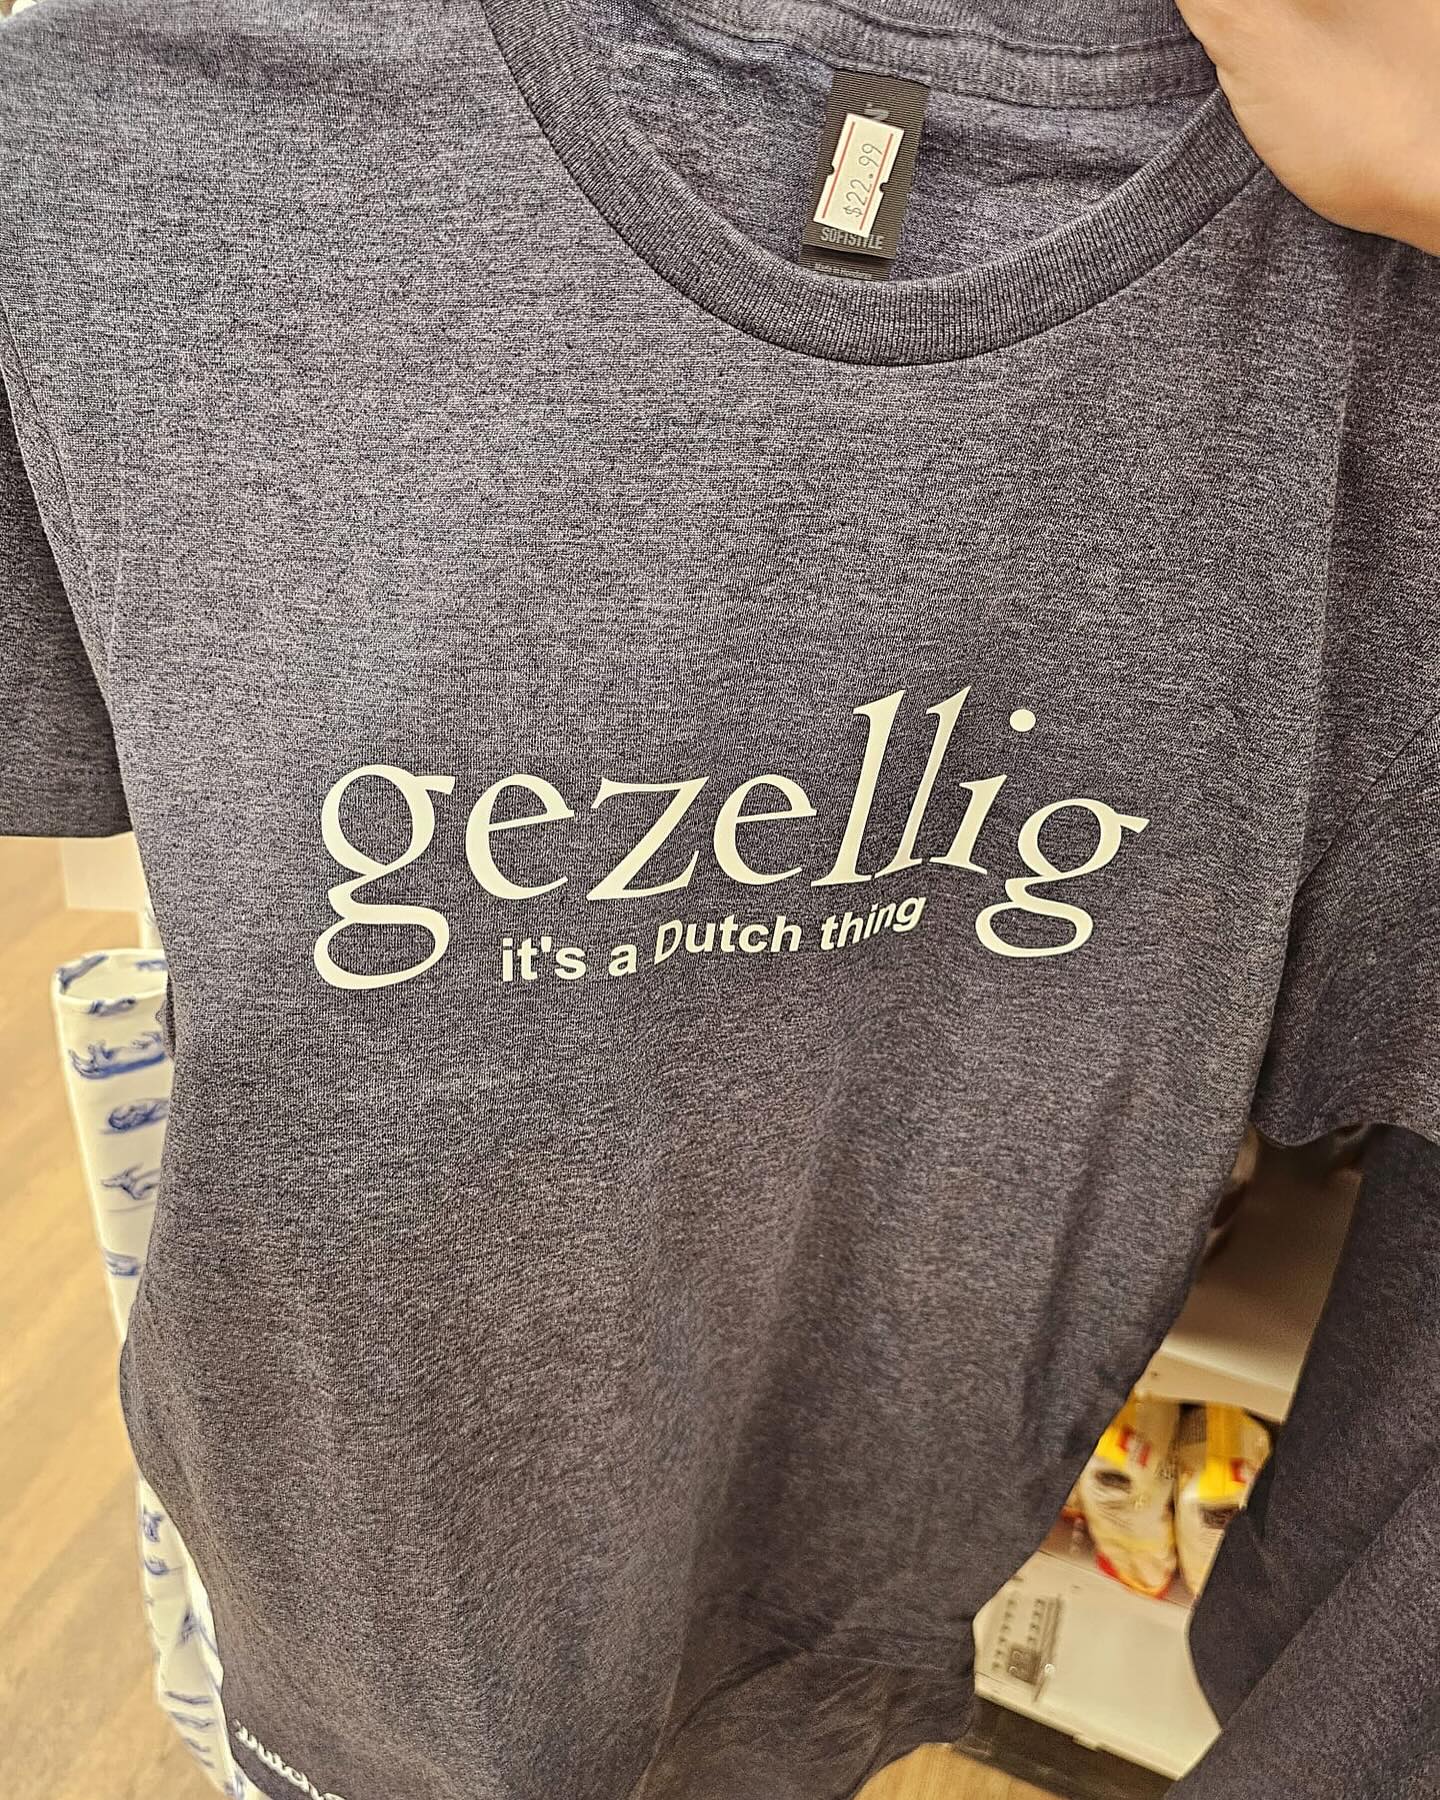 $22.99
SOFTSTYLE
gezellig
it's a Dutch thing